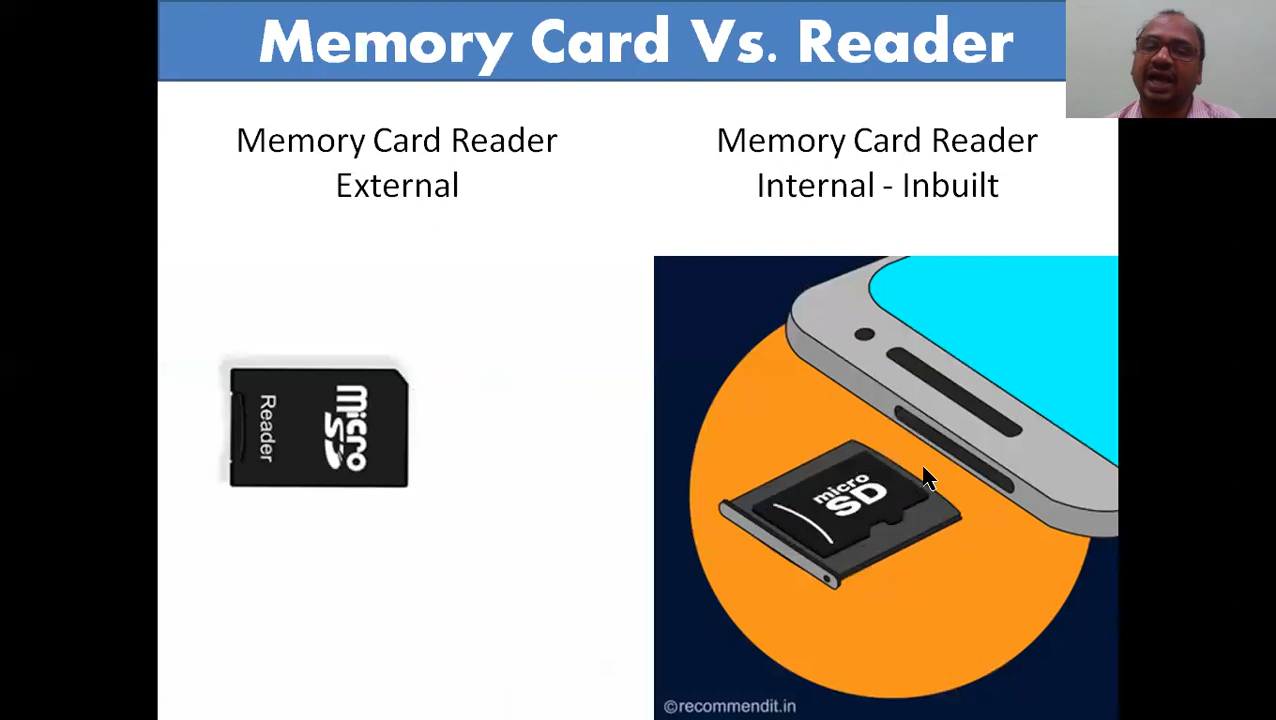 Memory Card Vs. Reader
Memory Card Reader
External
Memory Card Reader
Internal - Inbuilt
Reader
micro
SD
micro
SD
©recommendit.in